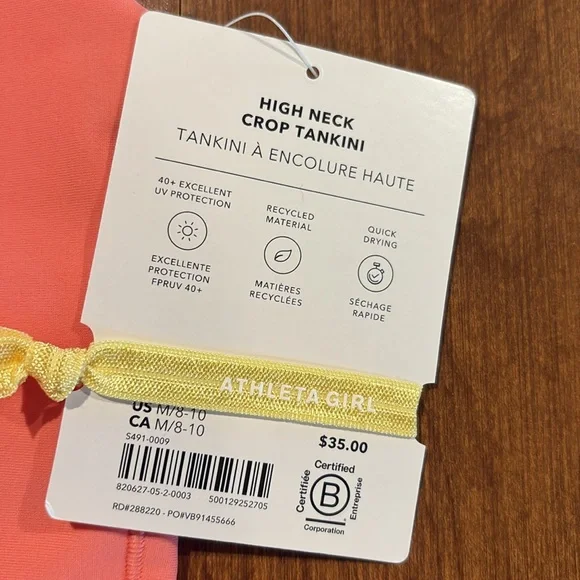 HIGH NECK
CROP TANKINI
TANKINI À ENCOLURE HAUTE
40+ EXCELLENT
UV PROTECTION
EXCELLENTE
PROTECTION
FPRUV 40+
RECYCLED
MATERIAL
MATIÈRES
RECYCLÉES
QUICK
DRYING
SÉCHAGE
RAPIDE
ATHLETA GIRL
US M/8-10
CA M/8-10
S491-0009
$35.00
820627-05-2-0003 500129252705
RD#288220 - PO#VB91455666
Certified
Certifiée
B
Entreprise
Corporation